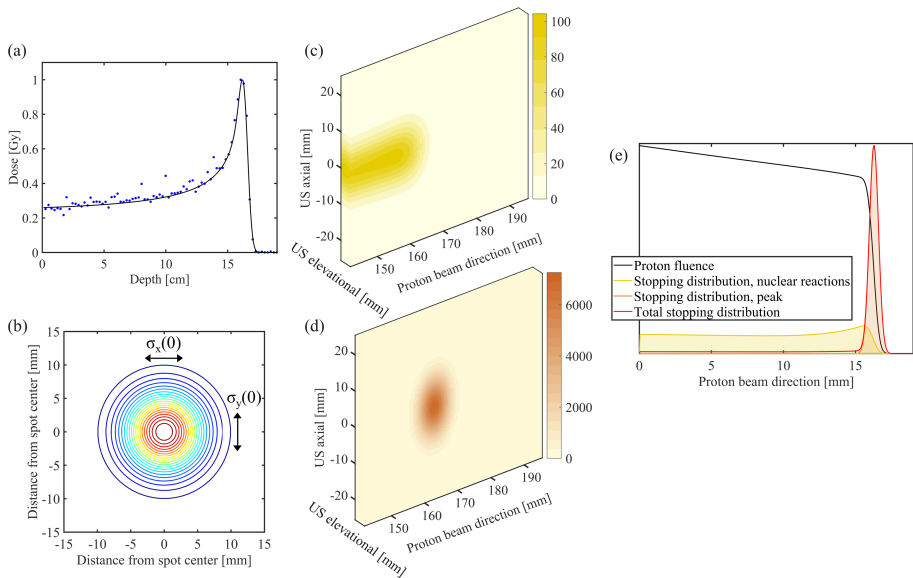 (a)
Dose [Gy]
1
0.8
0.6
0.4
0.2
0
0 5 10 15
Depth [cm]
(b)
Distance from spot center [mm]
15
10
5
0
-5
-10
-15
-15 -10 -5 0 5 10 15
Distance from spot center [mm]
σx(0)
σy(0)
(c)
US axial [mm]
20
10
0
-10
-20
US elevational [mm]
150 160 170 180 190
Proton beam direction [mm]
100
80
60
40
20
0
(d)
US axial [mm]
20
10
0
-10
-20
US elevational [mm]
150 160 170 180 190
Proton beam direction [mm]
6000
4000
2000
0
(e)
Proton fluence
Stopping distribution, nuclear reactions
Stopping distribution, peak
Total stopping distribution
0 5 10 15
Proton beam direction [mm]